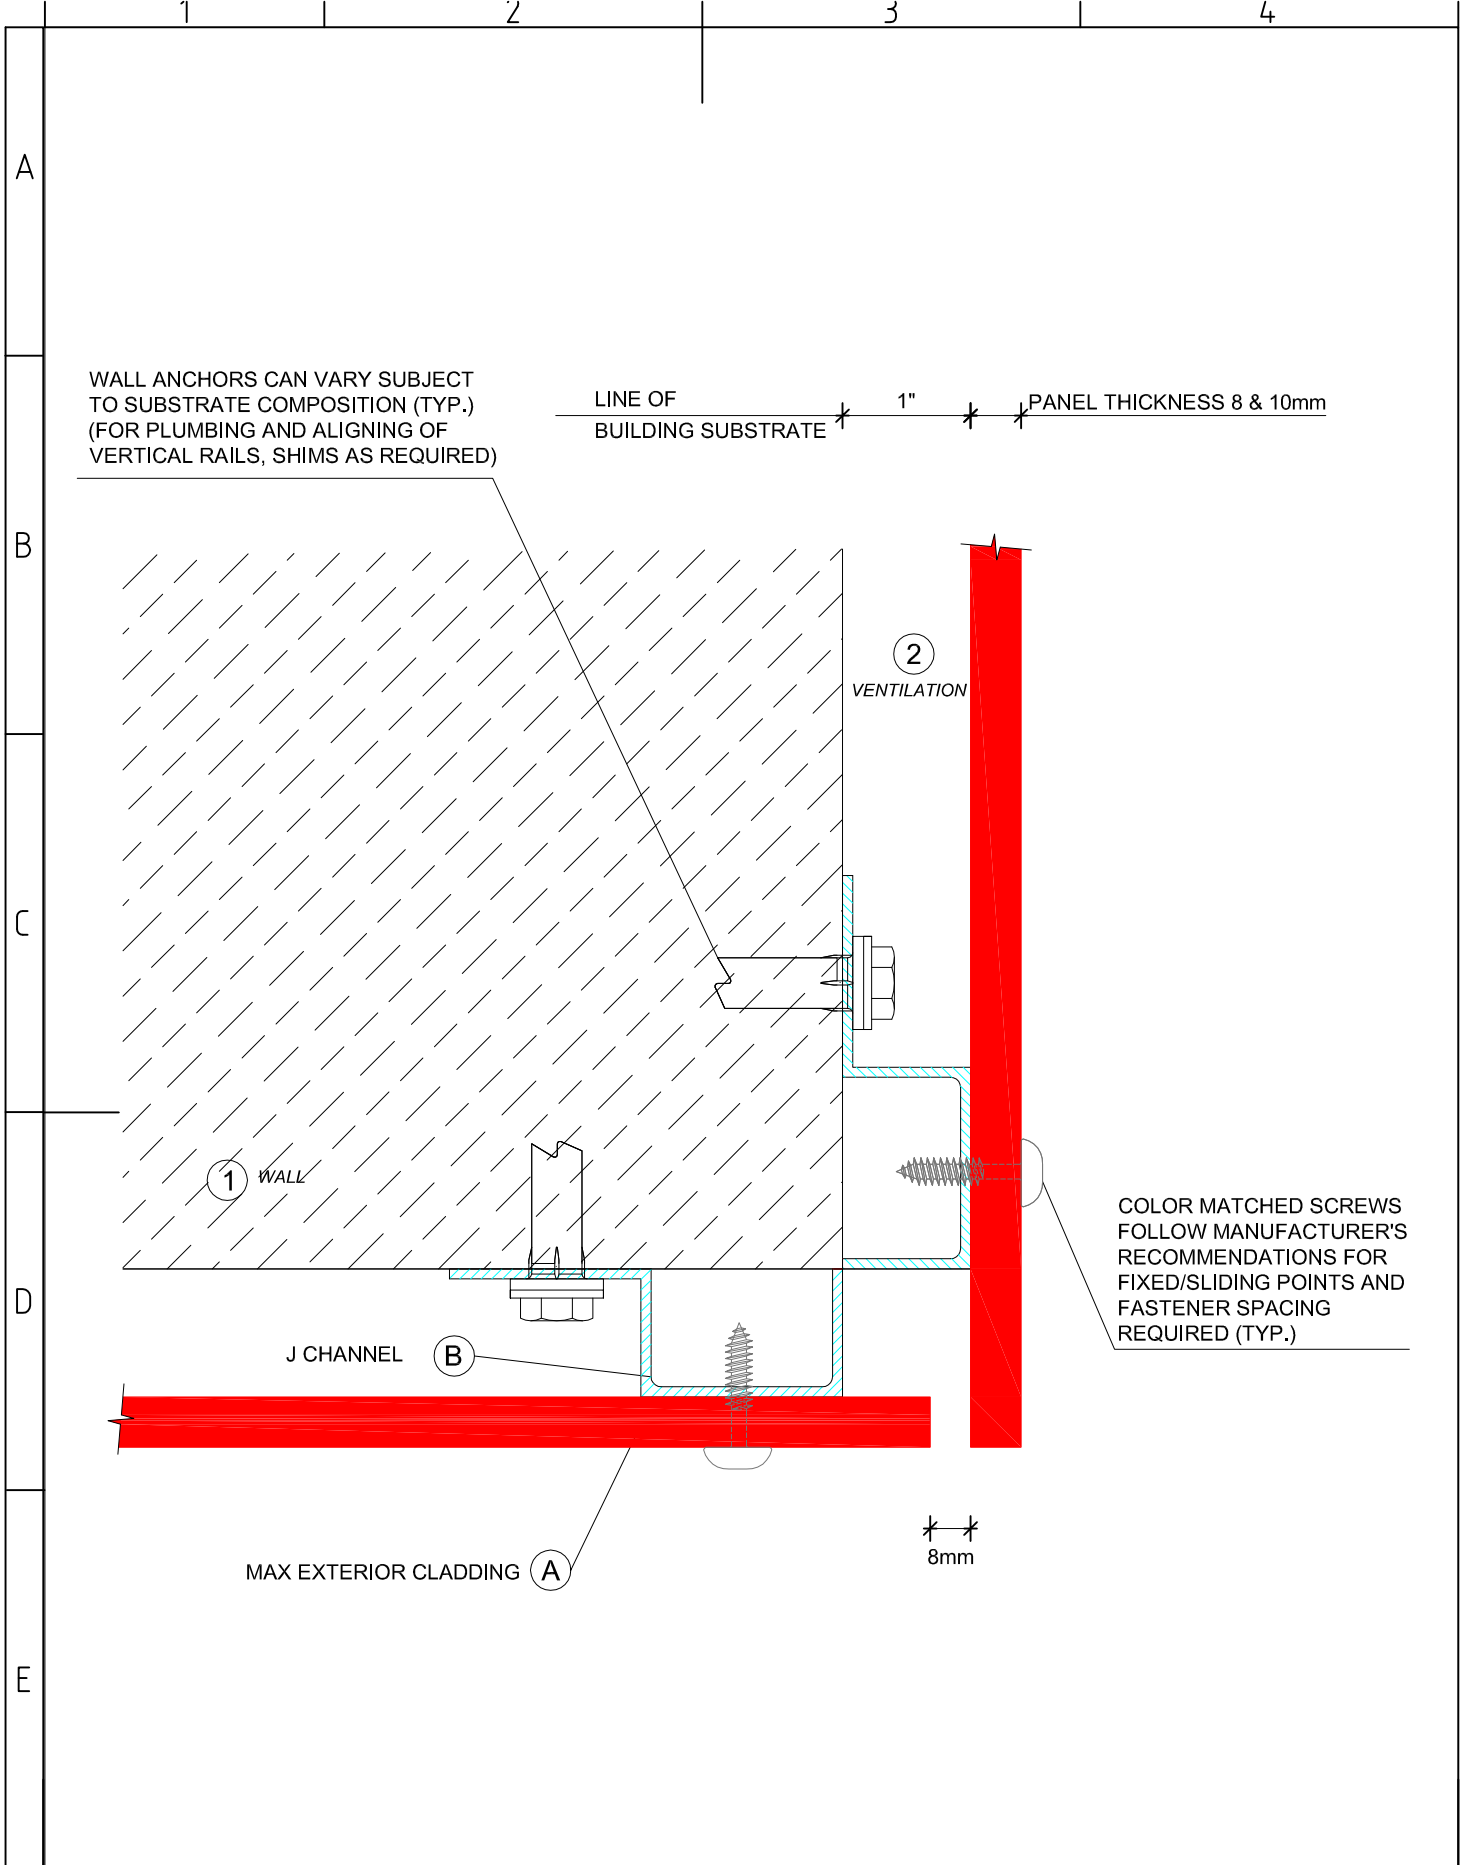 1 2 3 4
A
WALL ANCHORS CAN VARY SUBJECT
TO SUBSTRATE COMPOSITION (TYP.)
(FOR PLUMBING AND ALIGNING OF
VERTICAL RAILS, SHIMS AS REQUIRED)
LINE OF
BUILDING SUBSTRATE
1"
PANEL THICKNESS 8 & 10mm
B
2
VENTILATION
C
1 WALL
COLOR MATCHED SCREWS
FOLLOW MANUFACTURER'S
RECOMMENDATIONS FOR
FIXED/SLIDING POINTS AND
FASTENER SPACING
REQUIRED (TYP.)
D
J CHANNEL B
8mm
MAX EXTERIOR CLADDING A
E